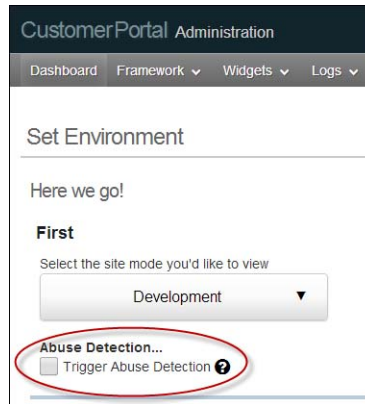 CustomerPortal Administration
Dashboard Framework Widgets Logs
Set Environment
Here we go!
First
Select the site mode you'd like to view
Development
Abuse Detection...
Trigger Abuse Detection ?